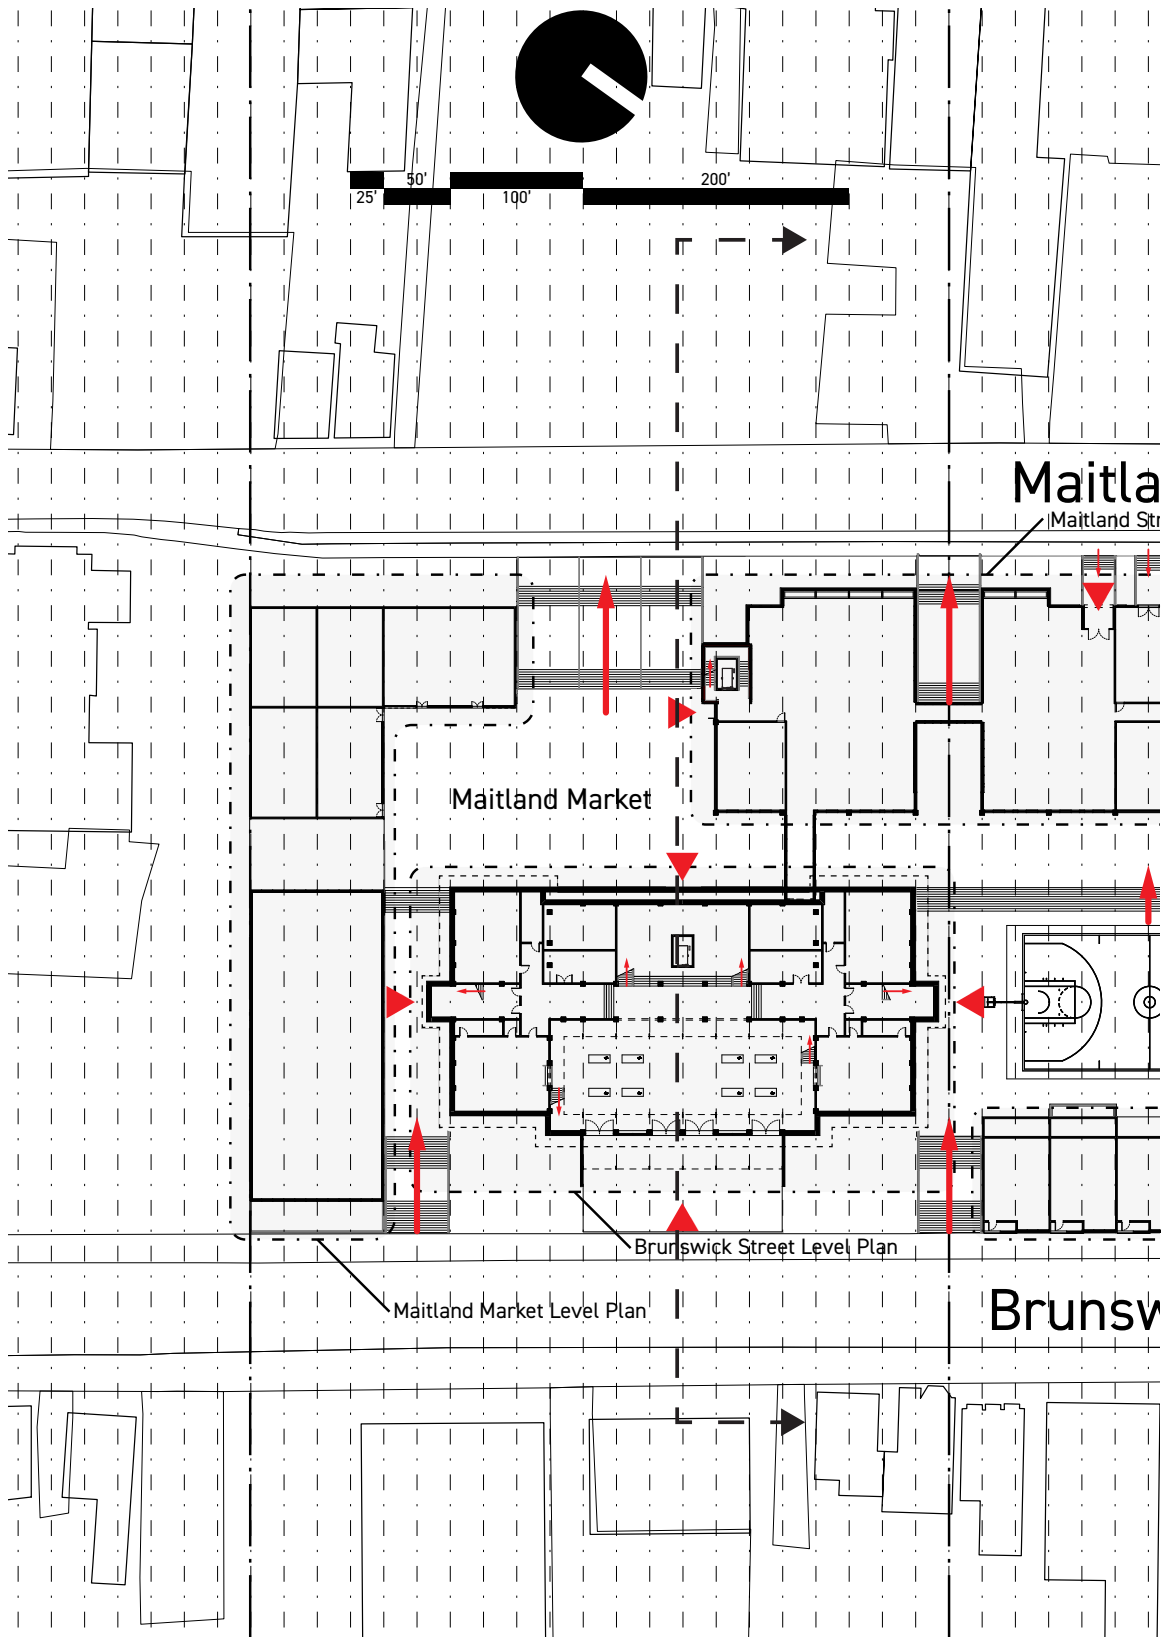 50' 200'
25' 100'
Maitla
Maitland Str
Maitland Market
Brunswick Street Level Plan
Maitland Market Level Plan
Brunsw